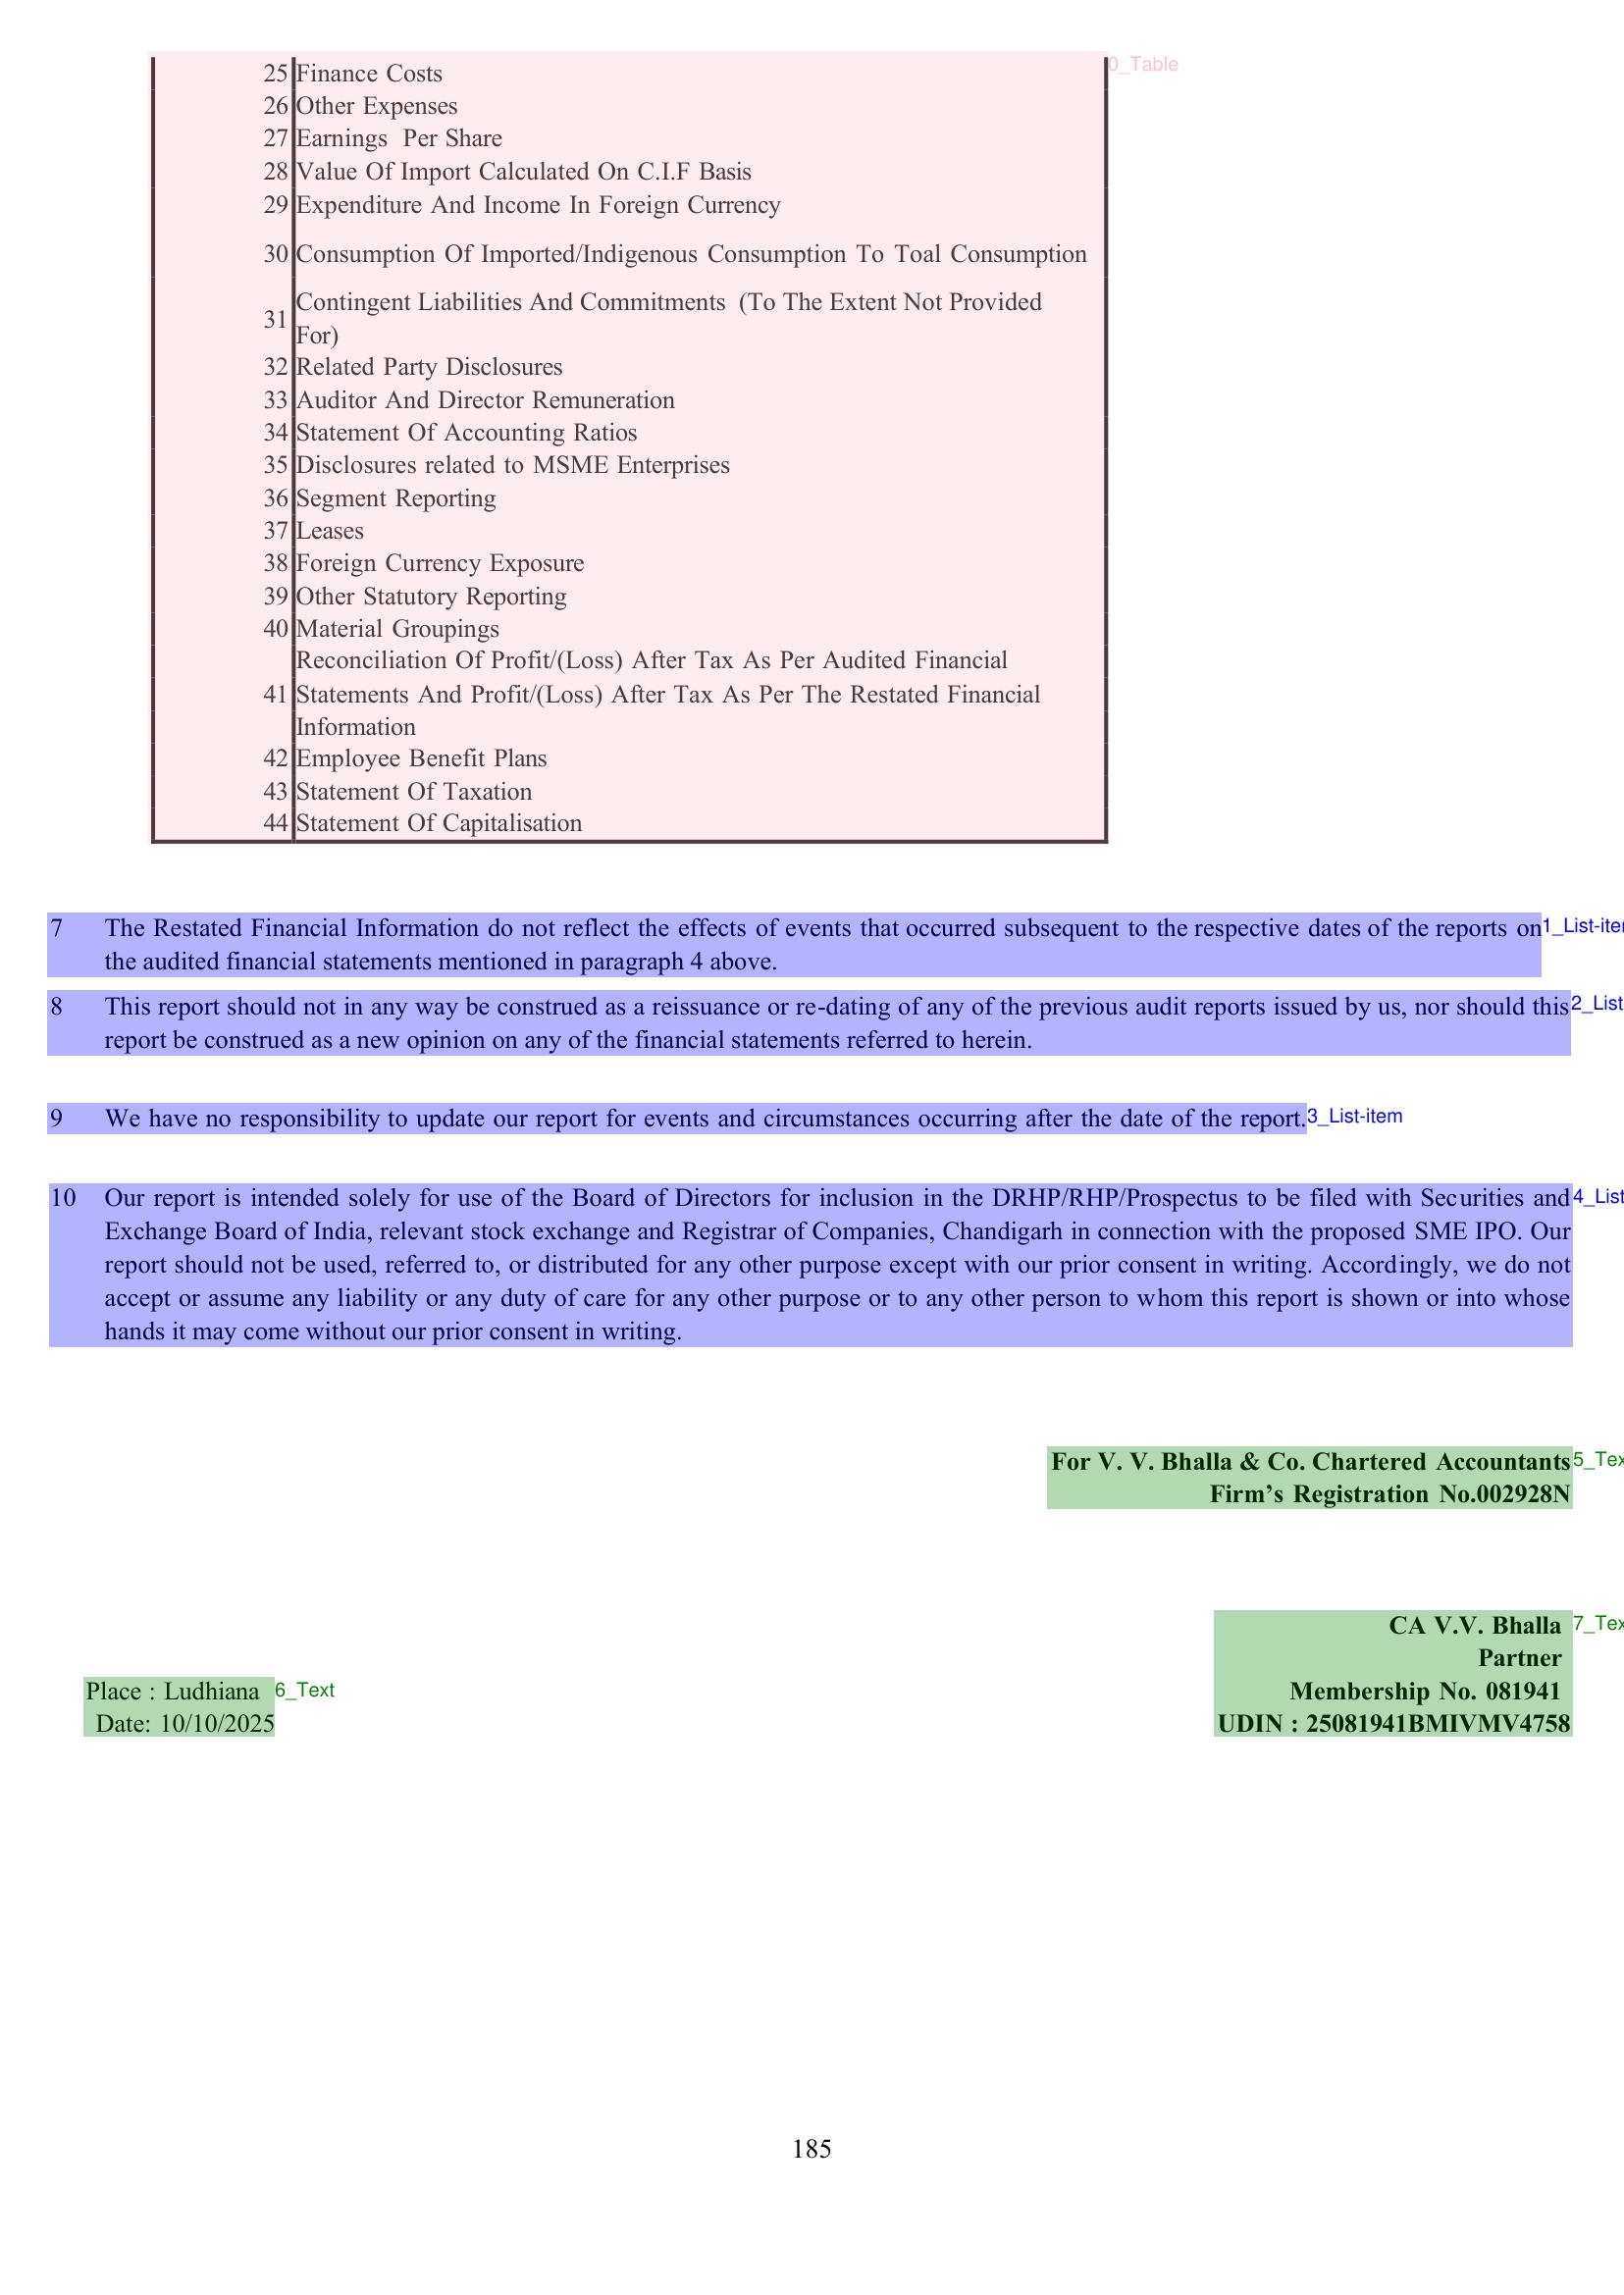 25 Finance Costs
0_Table
26 Other Expenses
27 Earnings Per Share
28 Value Of Import Calculated On C.I.F Basis
29 Expenditure And Income In Foreign Currency
30 Consumption Of Imported/Indigenous Consumption To Toal Consumption
Contingent Liabilities And Commitments (To The Extent Not Provided
31
For)
32 Related Party Disclosures
33 Auditor And Director Remuneration
34 Statement Of Accounting Ratios
35 Disclosures related to MSME Enterprises
36 Segment Reporting
37 Leases
38 Foreign Currency Exposure
39 Other Statutory Reporting
40 Material Groupings
Reconciliation Of Profit/(Loss) After Tax As Per Audited Financial
41 Statements And Profit/(Loss) After Tax As Per The Restated Financial
Information
42 Employee Benefit Plans
43 Statement Of Taxation
44 Statement Of Capitalisation
7 The Restated Financial Information do not reflect the effects of events that occurred subsequent to the respective dates of the reports on
1_List-iter
the audited financial statements mentioned in paragraph 4 above.
8 This report should not in any way be construed as a reissuance or re-dating of any of the previous audit reports issued by us, nor should this
2_List
report be construed as a new opinion on any of the financial statements referred to herein.
9 We have no responsibility to update our report for events and circumstances occurring after the date of the report.
3_List-item
10 Our report is intended solely for use of the Board of Directors for inclusion in the DRHP/RHP/Prospectus to be filed with Securities and
4_List
Exchange Board of India, relevant stock exchange and Registrar of Companies, Chandigarh in connection with the proposed SME IPO. Our
report should not be used, referred to, or distributed for any other purpose except with our prior consent in writing. Accordingly, we do not
accept or assume any liability or any duty of care for any other purpose or to any other person to whom this report is shown or into whose
hands it may come without our prior consent in writing.
For V. V. Bhalla & Co. Chartered Accountants
5_Tex
Firm’s Registration No.002928N
CA V.V. Bhalla
7_Tex
Partner
Membership No. 081941
UDIN : 25081941BMIVMV4758
Place : Ludhiana
6_Text
Date: 10/10/2025
185